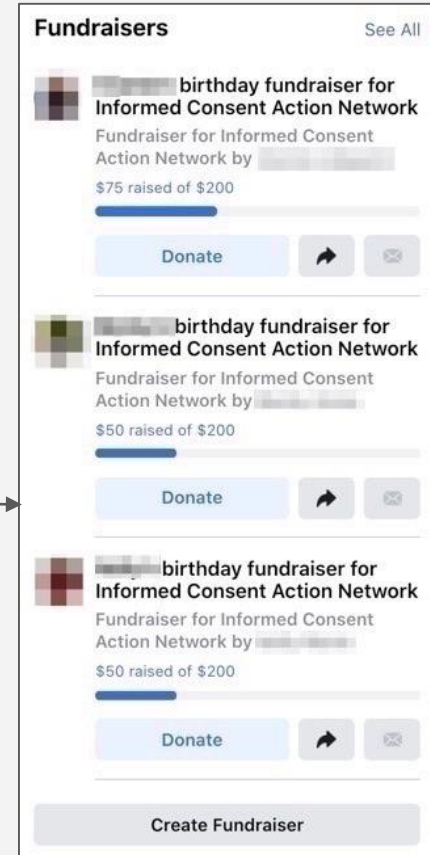 Fundraisers
See All
birthday fundraiser for
Informed Consent Action Network
Fundraiser for Informed Consent
Action Network by
$75 raised of $200
Donate
birthday fundraiser for
Informed Consent Action Network
Fundraiser for Informed Consent
Action Network by
$50 raised of $200
Donate
birthday fundraiser for
Informed Consent Action Network
Fundraiser for Informed Consent
Action Network by
$50 raised of $200
Donate
Create Fundraiser